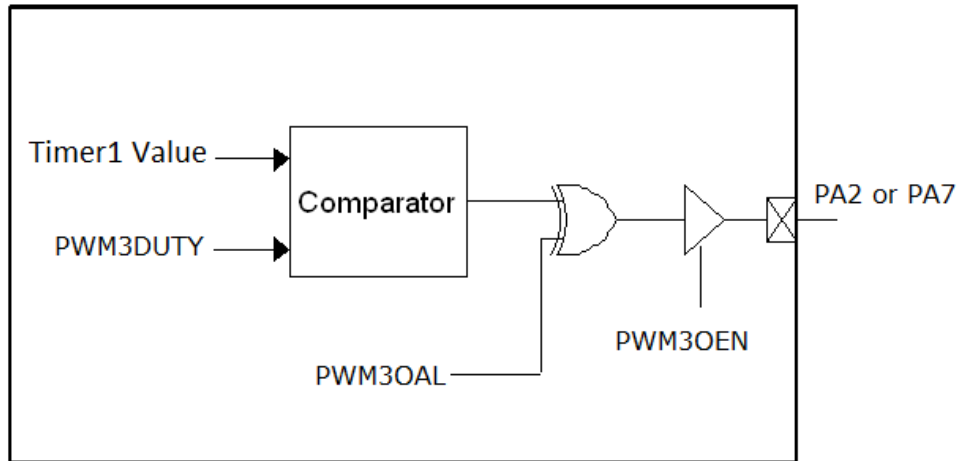 Timer1 Value
PA2 or PA7
Comparator
PWM3DUTY
PWM3OEN
PWM3OAL